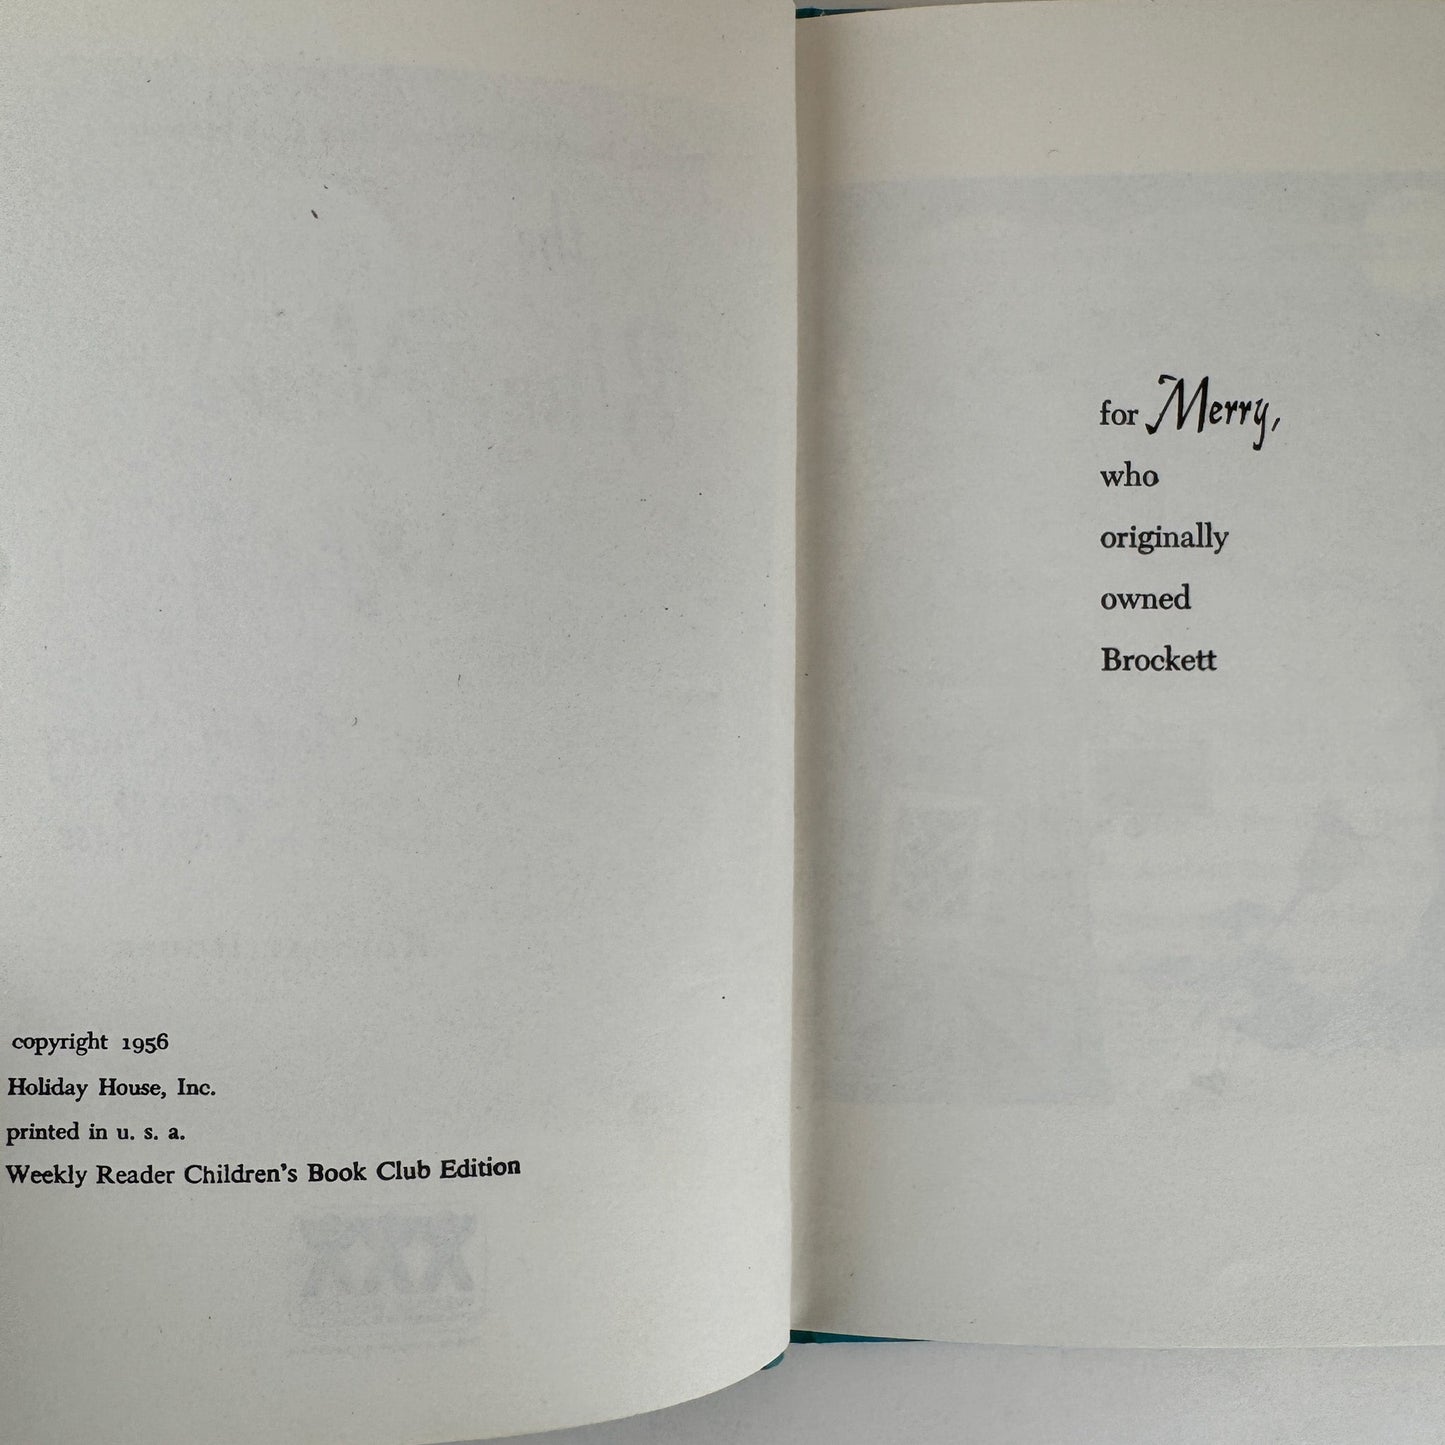 copyright 1956
Holiday House, Inc.
printed in u. s. a.
Weekly Reader Children's Book Club Edition
for Merry,
who
originally
owned
Brockett